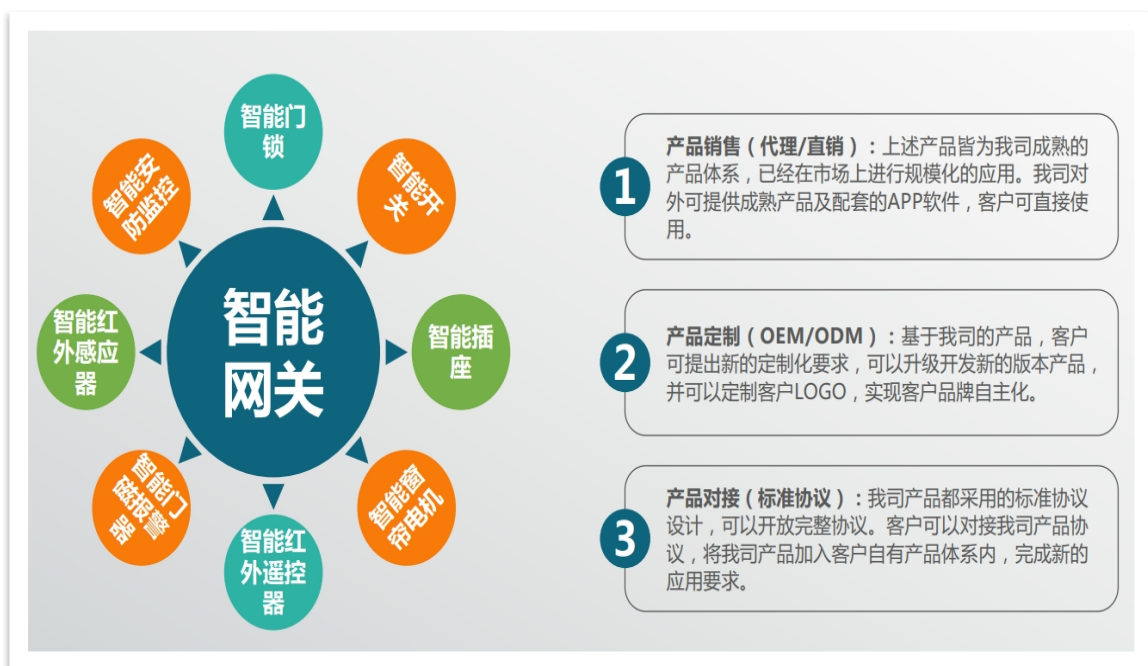 智能门
锁
智能安
防监控
智能开
关
智能
网关
智能红
外感应
器
智能插
座
智能门
磁报警
器
智能窗
帘电机
智能红
外遥控
器
1
产品销售（代理/直销）：上述产品皆为我司成熟的
产品体系，已经在市场上进行规模化的应用。我司对
外可提供成熟产品及配套的APP软件，客户可直接使
用。
2
产品定制（OEM/ODM）：基于我司的产品，客户
可提出新的定制化要求，可以升级开发新的版本产品，
并可以定制客户LOGO，实现客户品牌自主化。
3
产品对接（标准协议）：我司产品都采用的标准协议
设计，可以开放完整协议。客户可以对接我司产品协
议，将我司产品加入客户自有产品体系内，完成新的
应用要求。